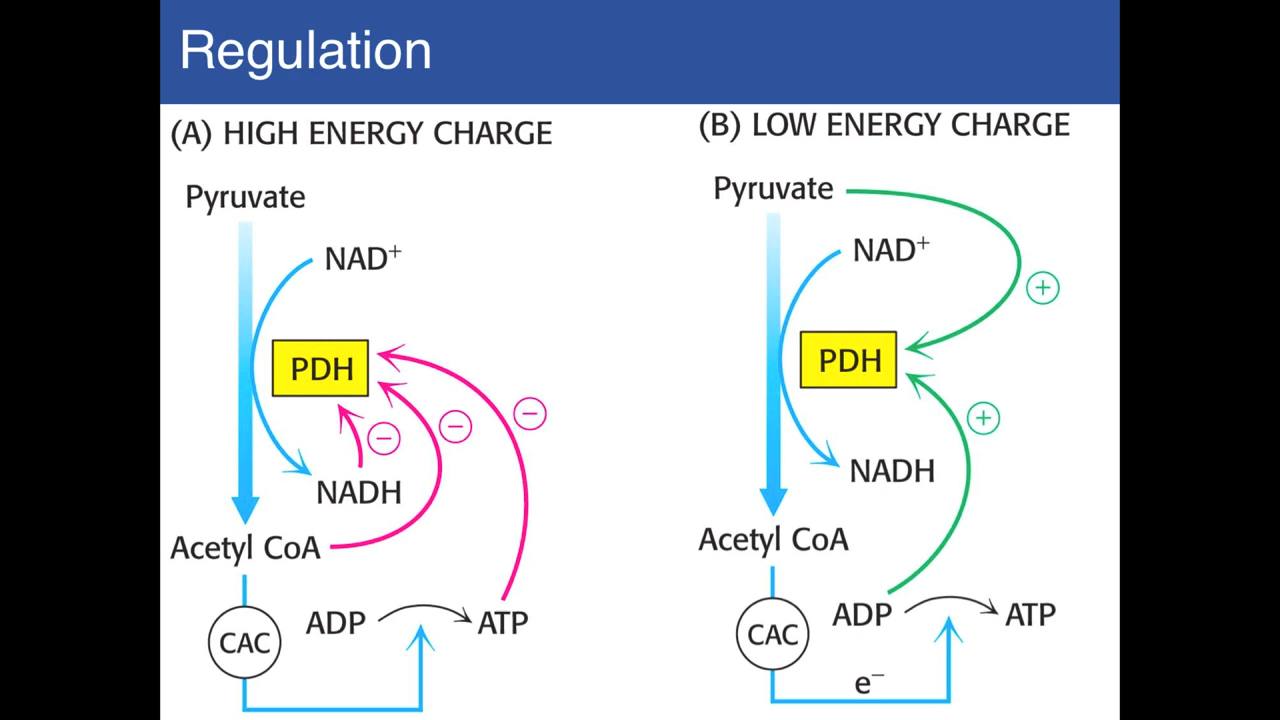 Regulation
(A) HIGH ENERGY CHARGE
Pyruvate
NAD⁺
PDH
−
−
−
NADH
Acetyl CoA
ADP
ATP
CAC
(B) LOW ENERGY CHARGE
Pyruvate
NAD⁺
+
PDH
+
NADH
Acetyl CoA
ADP
ATP
CAC
e⁻